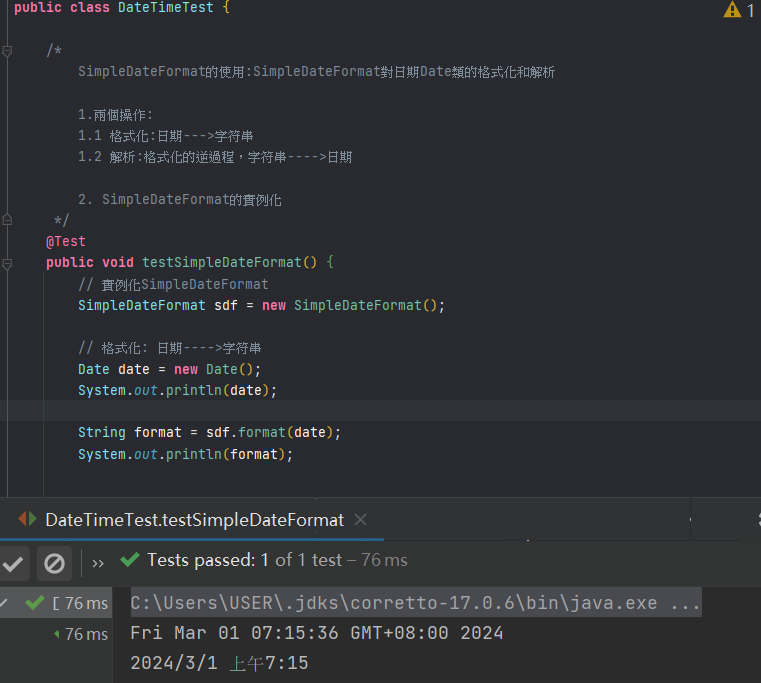 public class DateTimeTest {
1
/*
SimpleDateFormat的使用:SimpleDateFormat對日期Date類的格式化和解析
1.兩個操作:
1.1 格式化:日期--->字符串
1.2 解析:格式化的逆過程，字符串---->日期
2. SimpleDateFormat的實例化
*/
@Test
public void testSimpleDateFormat() {
// 實例化SimpleDateFormat
SimpleDateFormat sdf = new SimpleDateFormat();
// 格式化: 日期---->字符串
Date date = new Date();
System.out.println(date);
String format = sdf.format(date);
System.out.println(format);
DateTimeTest.testSimpleDateFormat ×
>> Tests passed: 1 of 1 test – 76 ms
[ 76 ms
C:\Users\USER\.jdks\corretto-17.0.6\bin\java.exe ...
76 ms
Fri Mar 01 07:15:36 GMT+08:00 2024
2024/3/1 上午7:15